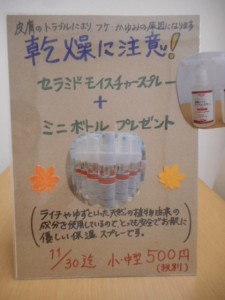 皮膚のトラブルにより フケ・かゆみの原因になります
乾燥に注意!
セラミドモイスチャースプレー
+
ミニボトル プレゼント
ライチやゆずといった天然の植物由来の
成分を使用しているのでとっても安全でお肌に
優しい保湿スプレーです。
11/30迄 小・中型 500円
(税別)